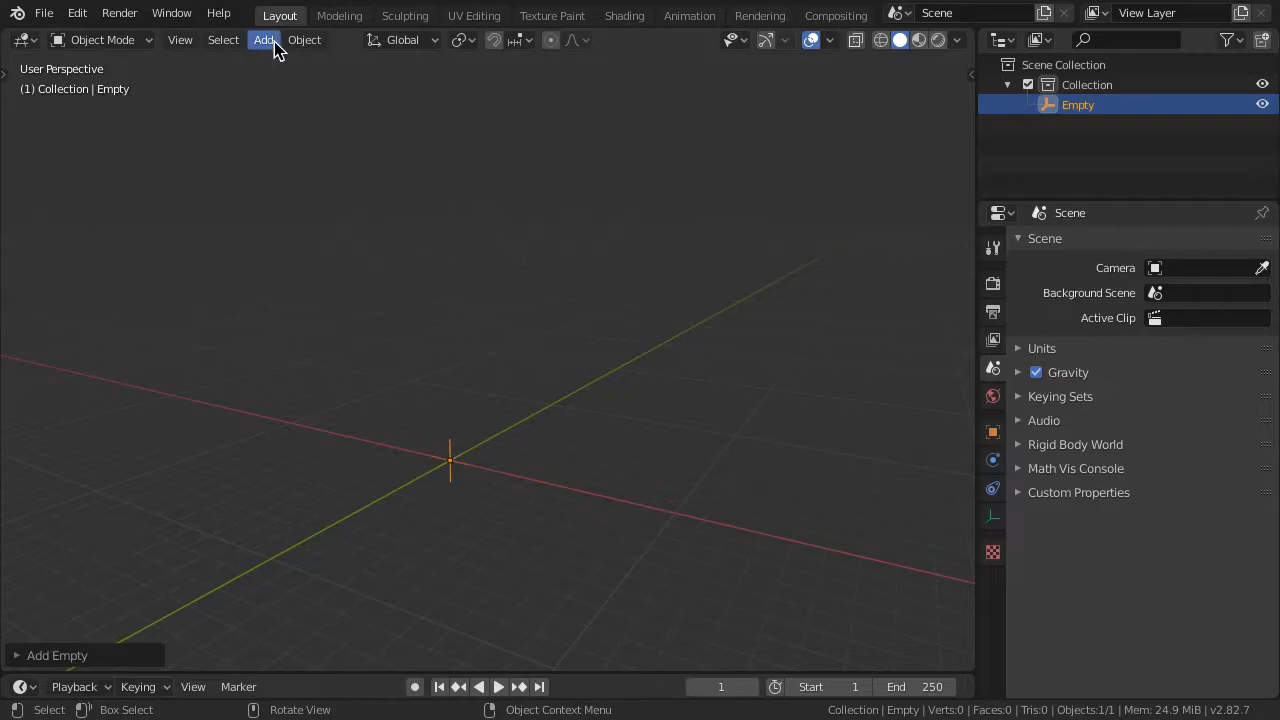 File Edit Render Window Help Layout Modeling Sculpting UV Editing Texture Paint Shading Animation Rendering Compositing Scene View Layer
Object Mode View Select Add Object Global
User Perspective
(1) Collection | Empty
Scene Collection
Collection
Empty
Scene
Scene
Camera
Background Scene
Active Clip
Units
Gravity
Keying Sets
Audio
Rigid Body World
Math Vis Console
Custom Properties
Add Empty
Playback Keying View Marker 1 Start 1 End 250
Select Box Select Rotate View Object Context Menu Collection | Empty | Verts:0 | Faces:0 | Tris:0 | Objects:1/1 | Mem: 24.9 MiB | v2.82.7